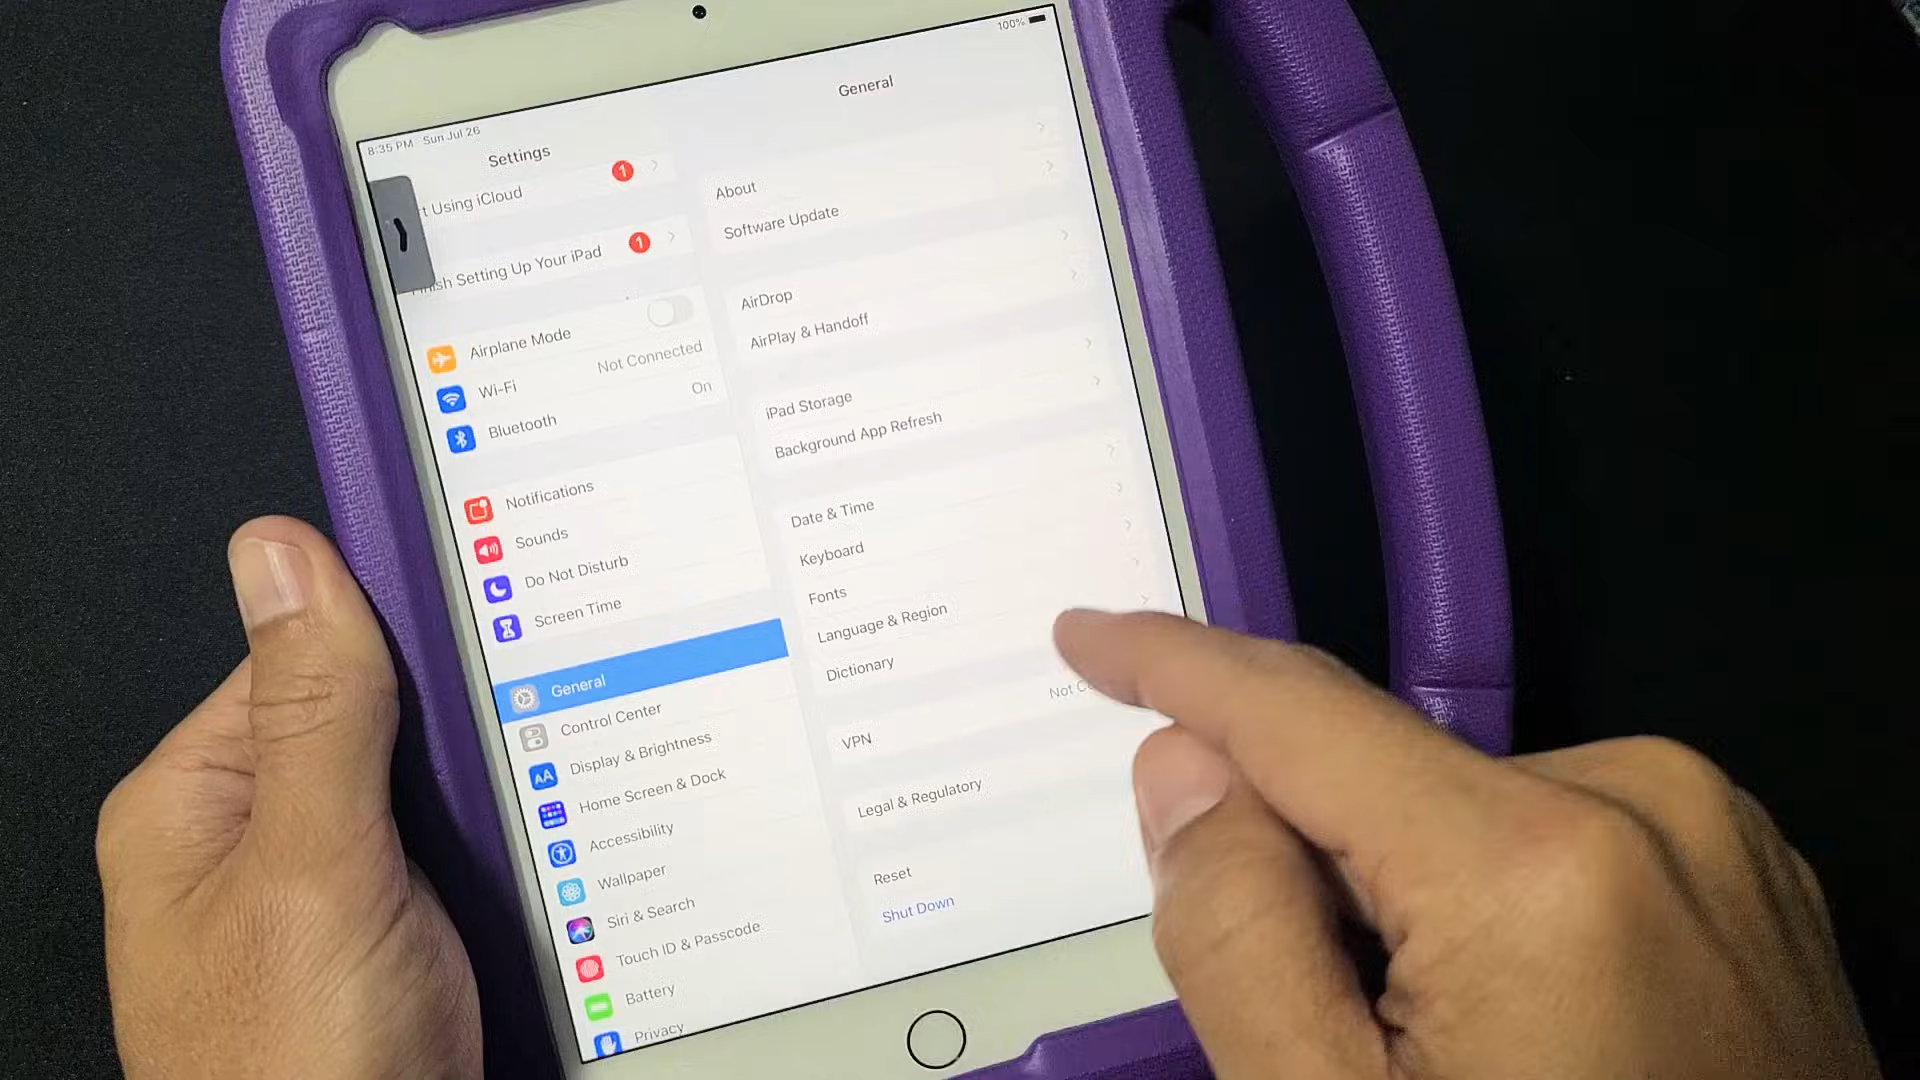 8:35 PM Sun Jul 26
100%
Settings
t Using iCloud
1
Setting Up Your iPad
1
Airplane Mode
Wi-Fi
Not Connected
Bluetooth
On
Notifications
Sounds
Do Not Disturb
Screen Time
General
Control Center
AA
Display & Brightness
Home Screen & Dock
Accessibility
Wallpaper
Siri & Search
Touch ID & Passcode
Battery
Privacy
General
About
Software Update
AirDrop
AirPlay & Handoff
iPad Storage
Background App Refresh
Date & Time
Keyboard
Fonts
Language & Region
Dictionary
VPN
Not
Legal & Regulatory
Reset
Shut Down